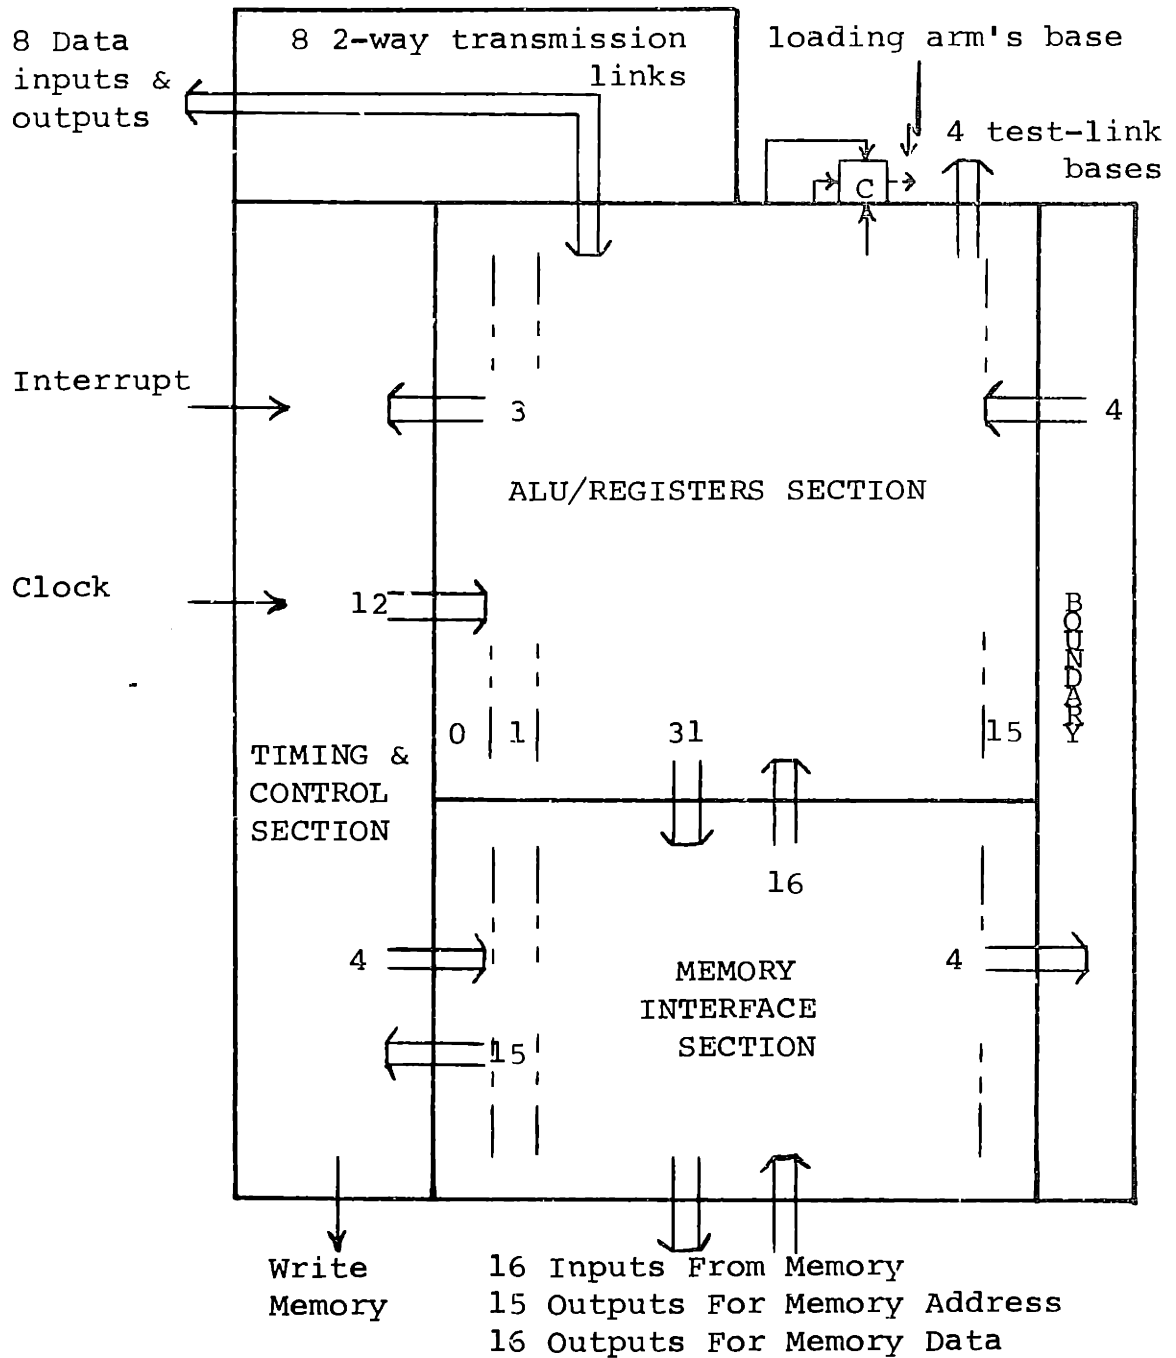 8 Data
inputs &
outputs
8 2-way transmission
links
loading arm's base
4 test-link
bases
C
A
Interrupt
3
4
ALU/REGISTERS SECTION
Clock
12
BOUNDARY
0 1
31
15
TIMING &
CONTROL
SECTION
16
4
4
MEMORY
INTERFACE
SECTION
15
Write
Memory
16 Inputs From Memory
15 Outputs For Memory Address
16 Outputs For Memory Data